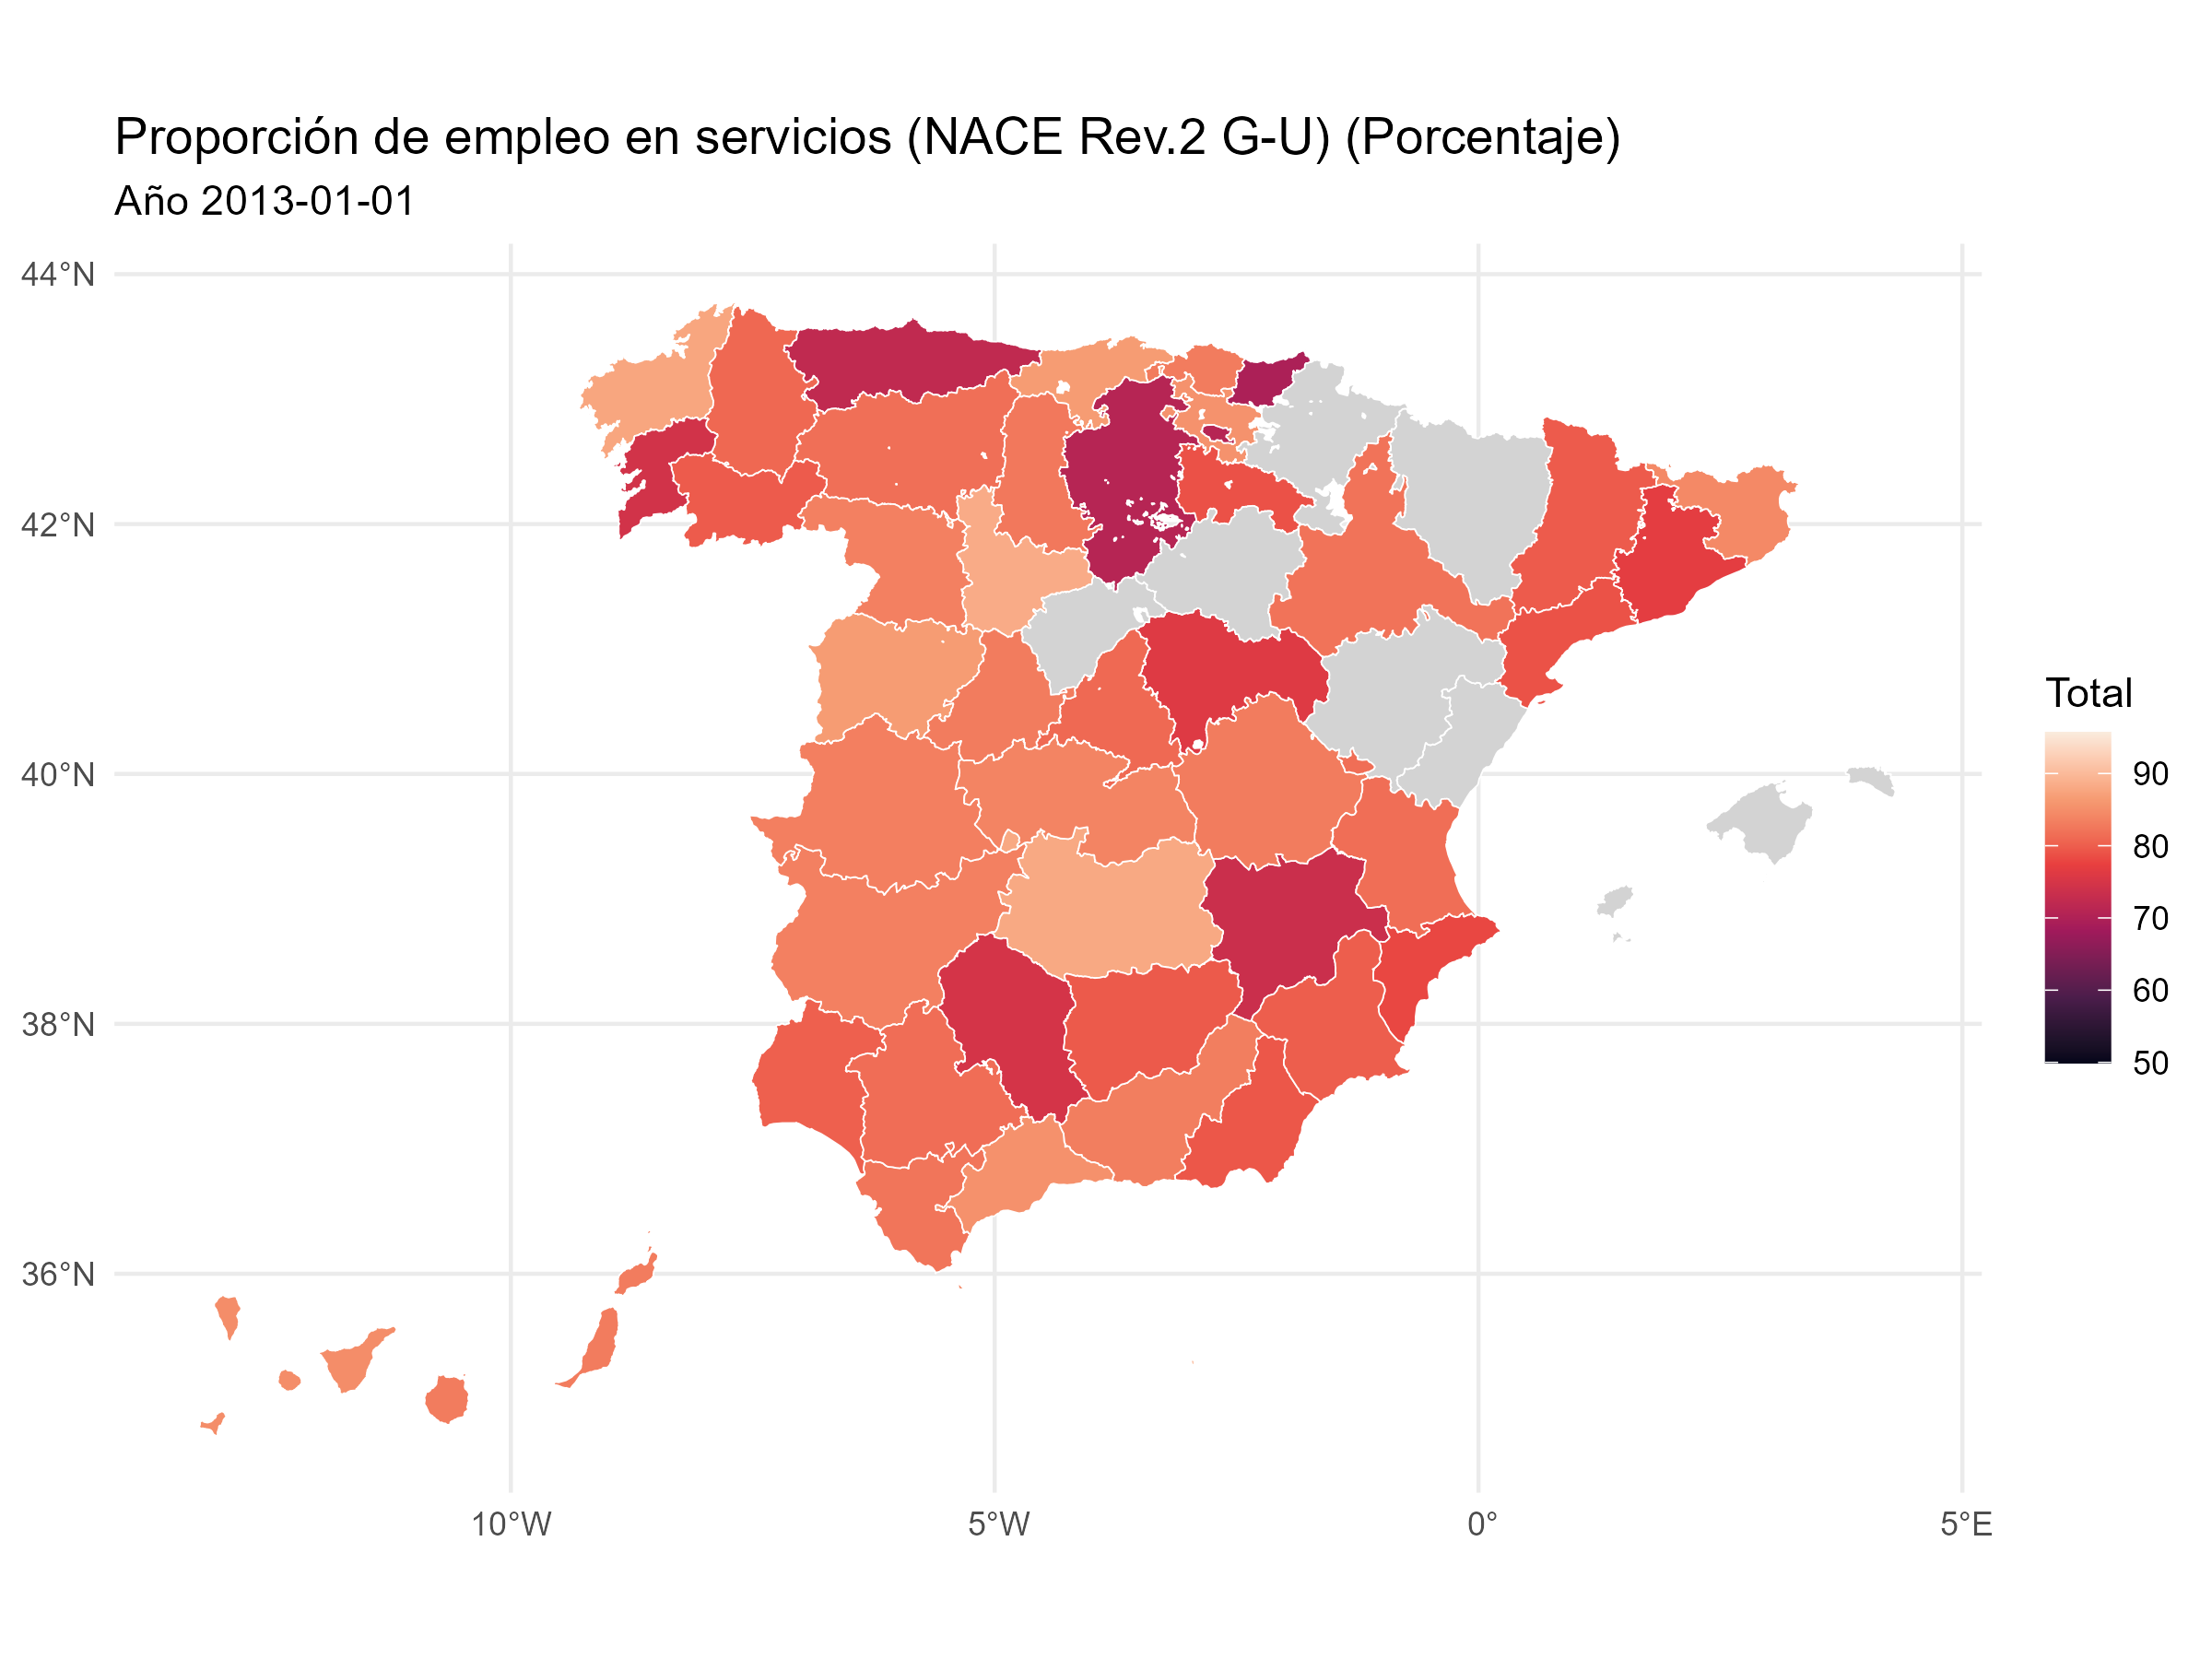 Proporción de empleo en servicios (NACE Rev.2 G-U) (Porcentaje)
Año 2013-01-01
44°N
42°N
40°N
38°N
36°N
10°W
5°W
0°
5°E
Total
90
80
70
60
50